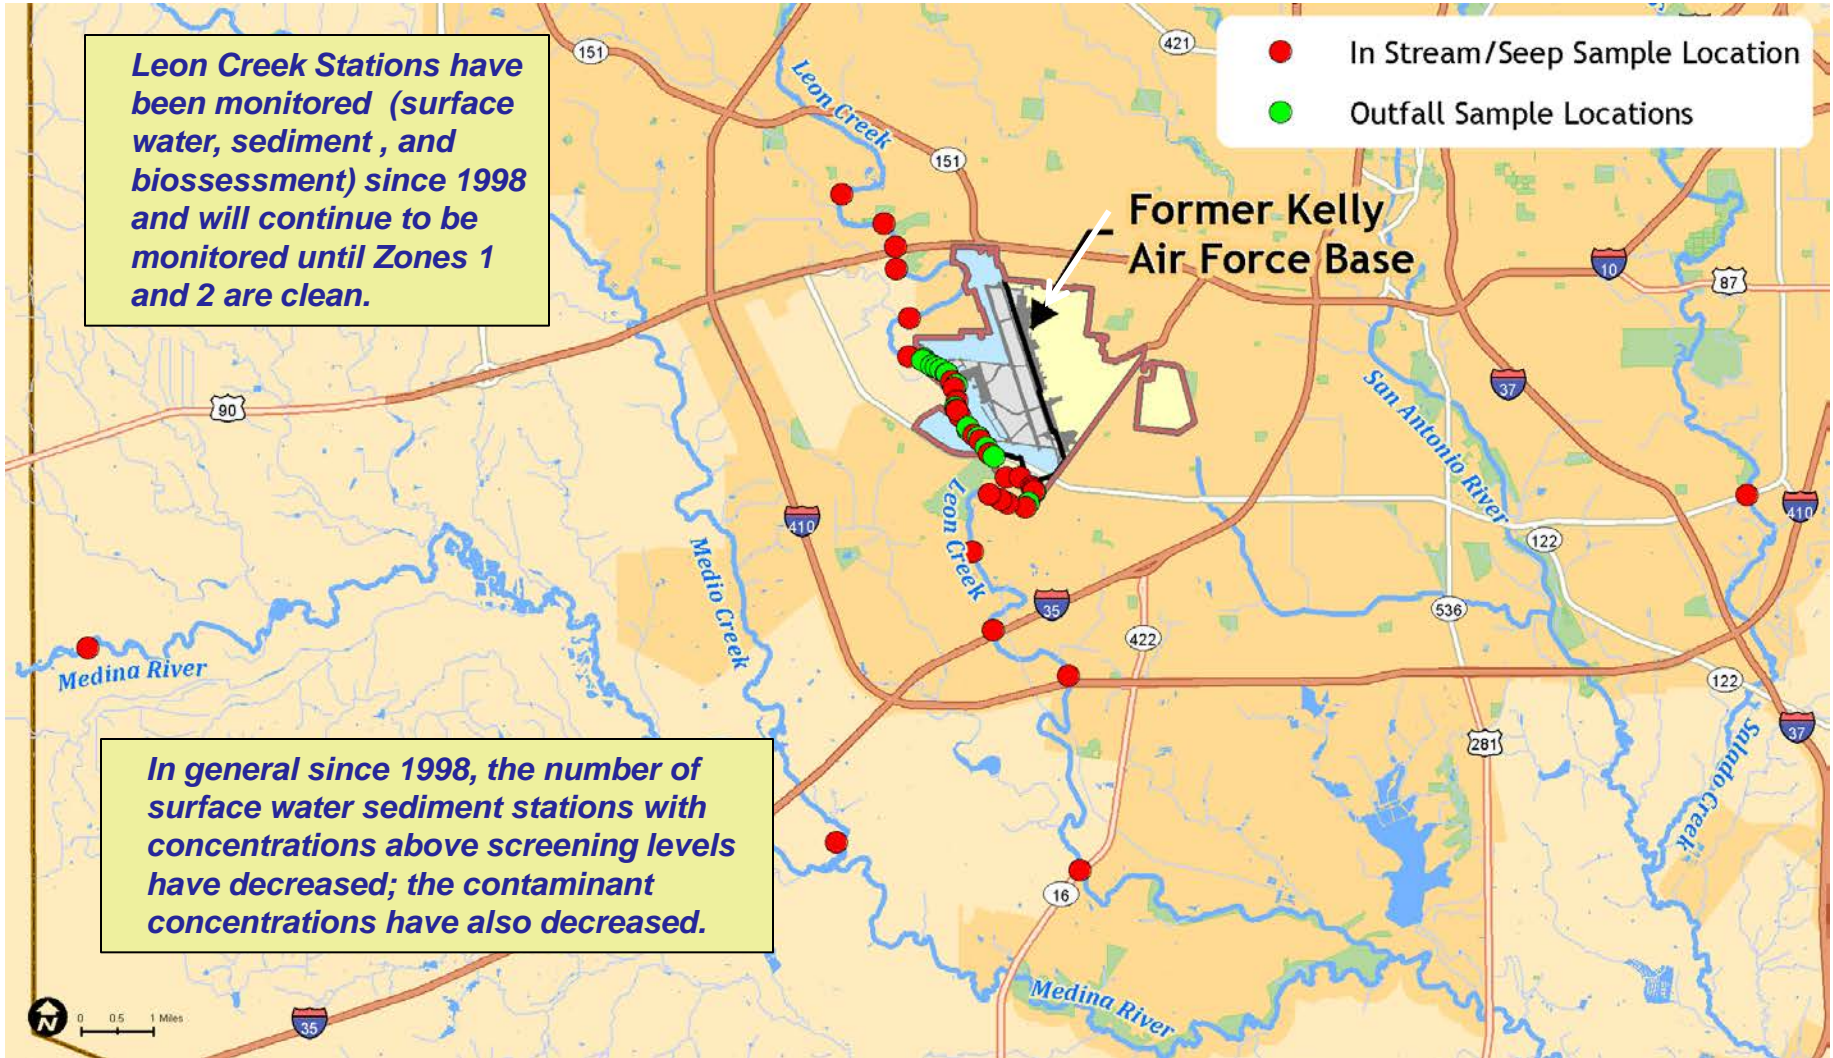 Leon Creek Stations have
been monitored (surface
water, sediment , and
biossessment) since 1998
and will continue to be
monitored until Zones 1
and 2 are clean.
In Stream/Seep Sample Location
Outfall Sample Locations
151
421
Leon Creek
151
Former Kelly
Air Force Base
10
87
90
37
San Antonio River
410
410
Leon Creek
122
Medio Creek
35
536
422
Medina River
122
37
281
Salado Creek
In general since 1998, the number of
surface water sediment stations with
concentrations above screening levels
have decreased; the contaminant
concentrations have also decreased.
16
Medina River
N
0 0.5 1 Miles
35